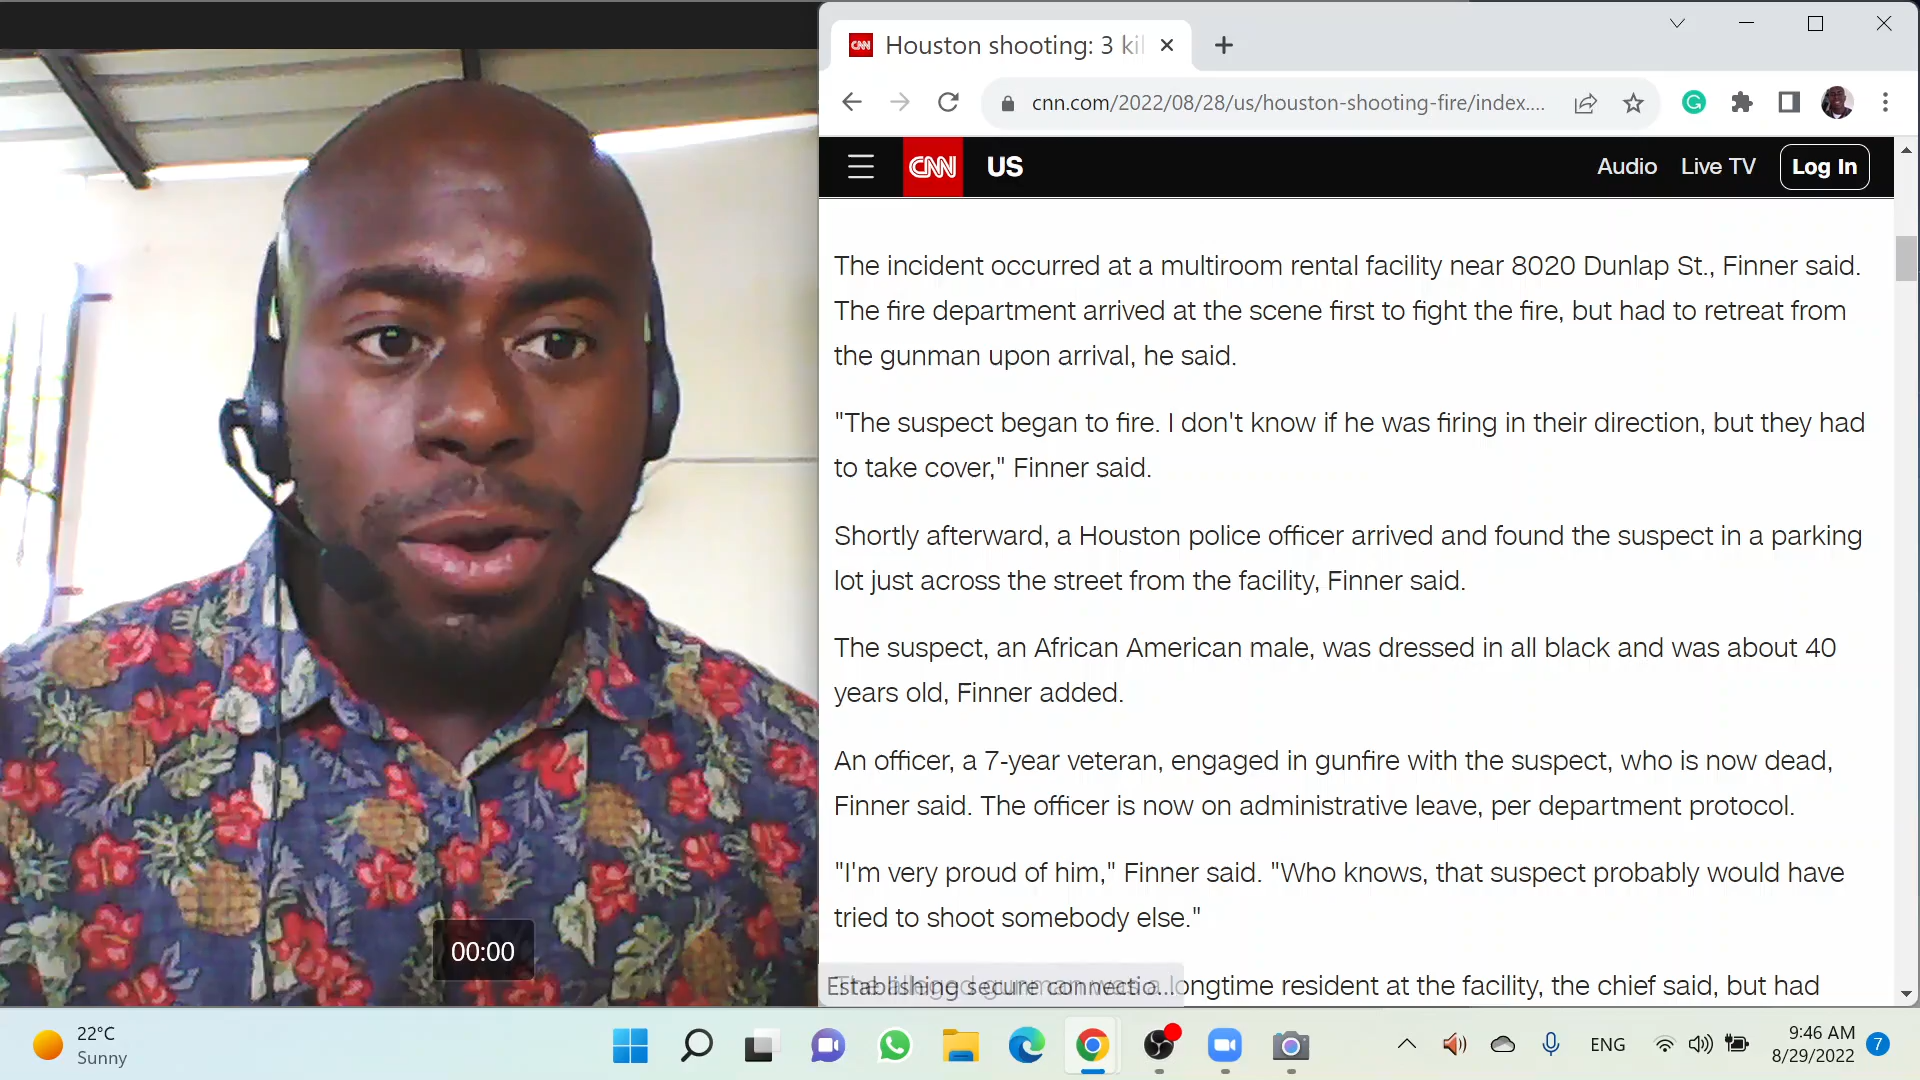 Houston shooting: 3 kil
cnn.com/2022/08/28/us/houston-shooting-fire/index....
CNN US Audio Live TV Log In
The incident occurred at a multiroom rental facility near 8020 Dunlap St., Finner said.
The fire department arrived at the scene first to fight the fire, but had to retreat from
the gunman upon arrival, he said.
"The suspect began to fire. I don't know if he was firing in their direction, but they had
to take cover," Finner said.
Shortly afterward, a Houston police officer arrived and found the suspect in a parking
lot just across the street from the facility, Finner said.
The suspect, an African American male, was dressed in all black and was about 40
years old, Finner added.
An officer, a 7-year veteran, engaged in gunfire with the suspect, who is now dead,
Finner said. The officer is now on administrative leave, per department protocol.
"I'm very proud of him," Finner said. "Who knows, that suspect probably would have
tried to shoot somebody else."
Establishing secure connectio...
longtime resident at the facility, the chief said, but had
00:00
22°C
Sunny
ENG
9:46 AM
8/29/2022
7